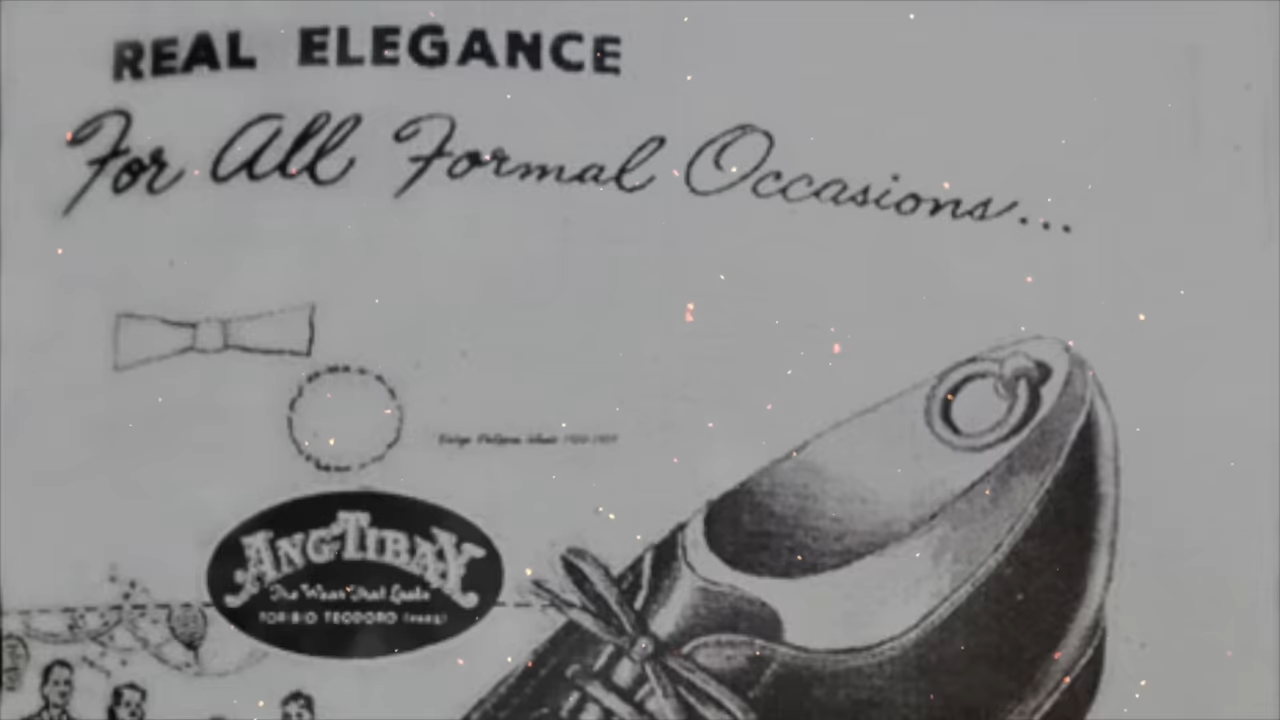 REAL ELEGANCE
For All Formal Occasions...
ANG TIBAY
The Wear That Lasts
TORIBIO TEODORO